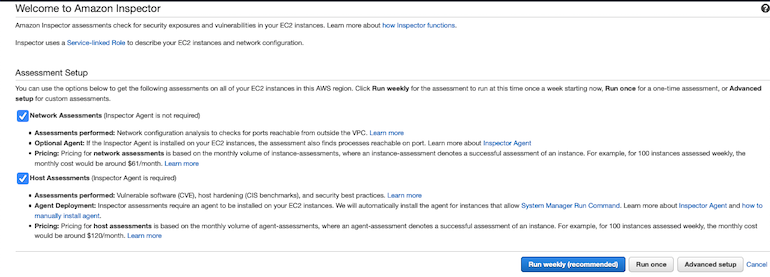 Welcome to Amazon Inspector
Amazon Inspector assessments check for security exposures and vulnerabilities in your EC2 instances. Learn more about how Inspector functions.
Inspector uses a Service-linked Role to describe your EC2 instances and network configuration.
Assessment Setup
You can use the options below to get the following assessments on all of your EC2 instances in this AWS region. Click Run weekly for the assessment to run at this time once a week starting now, Run once for a one-time assessment, or Advanced
setup for custom assessments.
Network Assessments (Inspector Agent is not required)
• Assessments performed: Network configuration analysis to checks for ports reachable from outside the VPC. Learn more
• Optional Agent: If the Inspector Agent is installed on your EC2 instances, the assessment also finds processes reachable on port. Learn more about Inspector Agent
• Pricing: Pricing for network assessments is based on the monthly volume of instance-assessments, where an instance-assessment denotes a successful assessment of an instance. For example, for 100 instances assessed weekly, the
monthly cost would be around $61/month. Learn more
Host Assessments (Inspector Agent is required)
• Assessments performed: Vulnerable software (CVE), host hardening (CIS benchmarks), and security best practices. Learn more
• Agent Deployment: Inspector assessments require an agent to be installed on your EC2 instances. We will automatically install the agent for instances that allow System Manager Run Command. Learn more about Inspector Agent and how to
manually install agent.
• Pricing: Pricing for host assessments is based on the monthly volume of agent-assessments, where an agent-assessment denotes a successful assessment of an instance. For example, for 100 instances assessed weekly, the monthly cost
would be around $120/month. Learn more
Run weekly (recommended) Run once Advanced setup Cancel